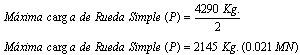 Máxima carga de Rueda Simple (P) = 4290 Kg. / 2
Máxima carga de Rueda Simple (P) = 2145 Kg. (0.021 MN)